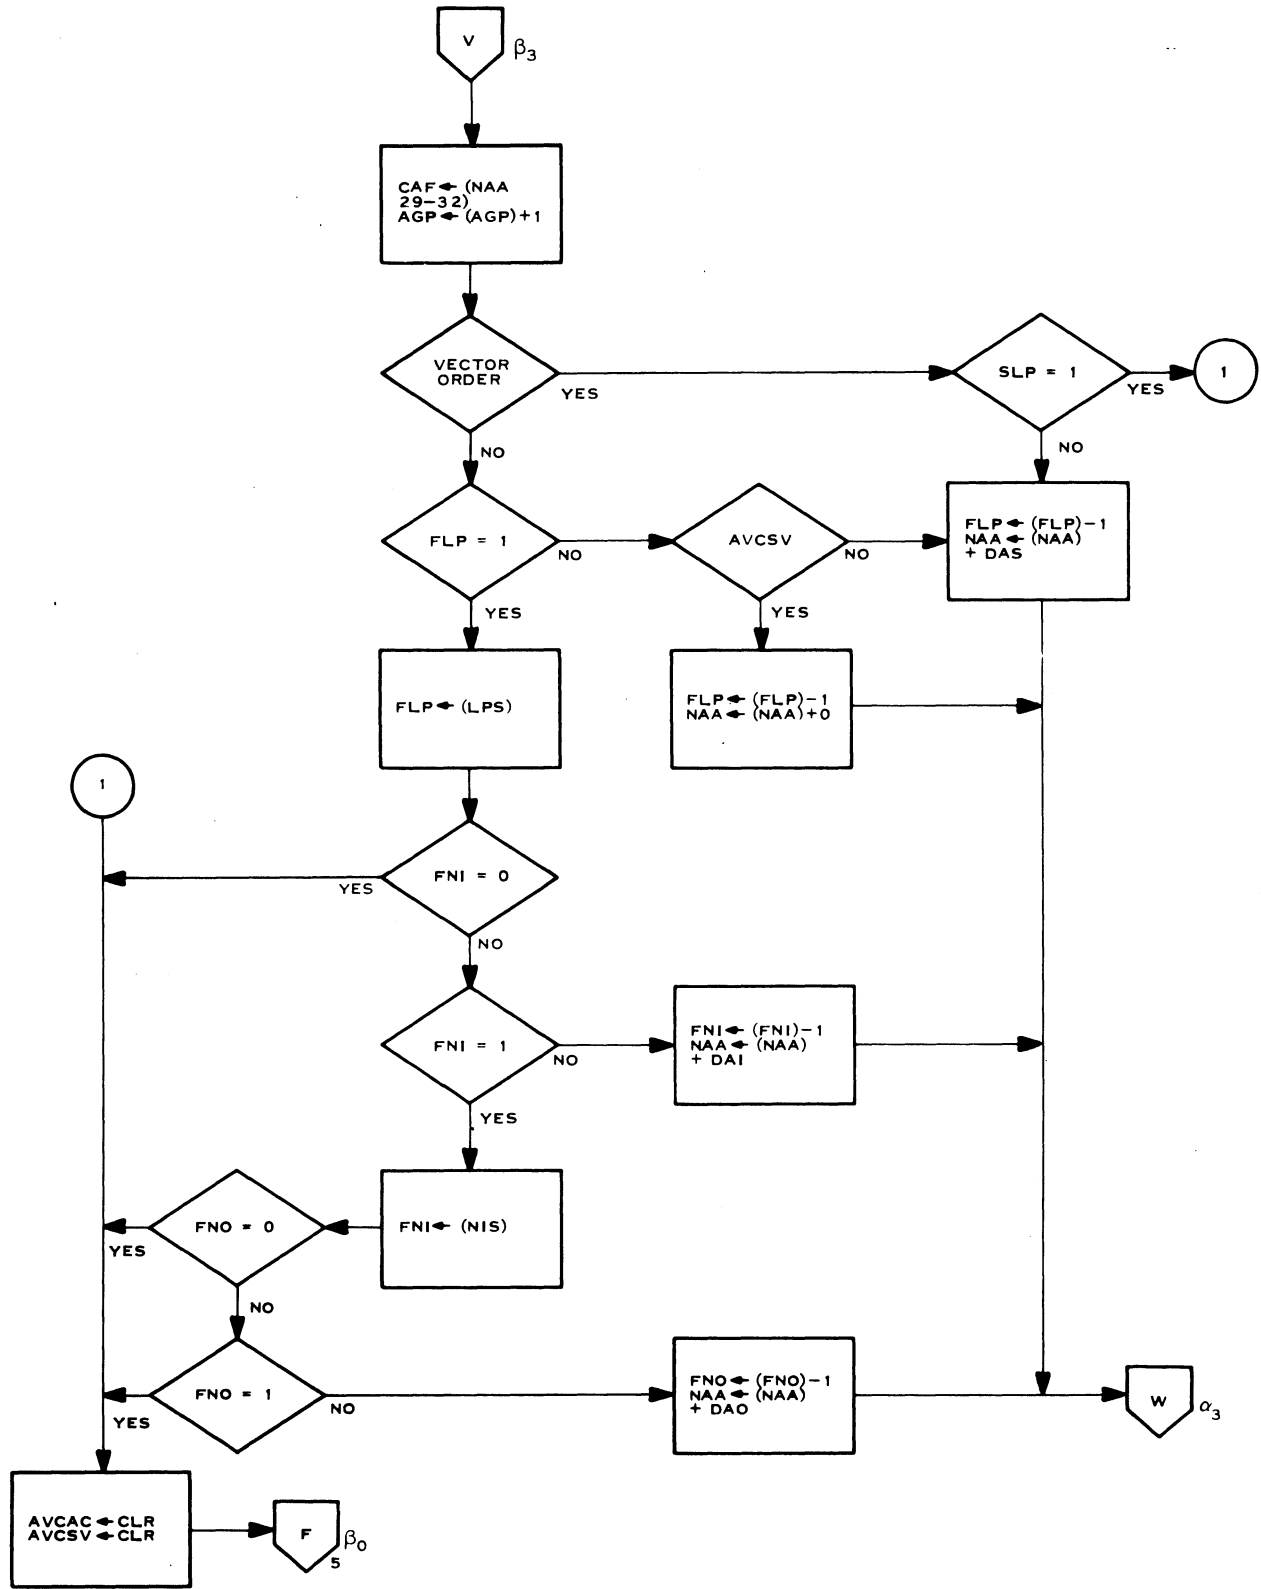 V
β3
CAF←(NAA
29-32)
AGP←(AGP)+1
VECTOR
ORDER
YES
SLP = 1
YES
1
NO
NO
FLP = 1
NO
AVCSV
NO
FLP←(FLP)-1
NAA←(NAA)
+ DAS
YES
YES
FLP←(LPS)
FLP←(FLP)-1
NAA←(NAA)+0
1
FNI = 0
YES
NO
FNI = 1
NO
FNI←(FNI)-1
NAA←(NAA)
+ DAI
YES
FNO = 0
FNI←(NIS)
YES
NO
FNO = 1
YES
NO
FNO←(FNO)-1
NAA←(NAA)
+ DAO
W
α3
AVCAC←CLR
AVCSV←CLR
F
β0
5